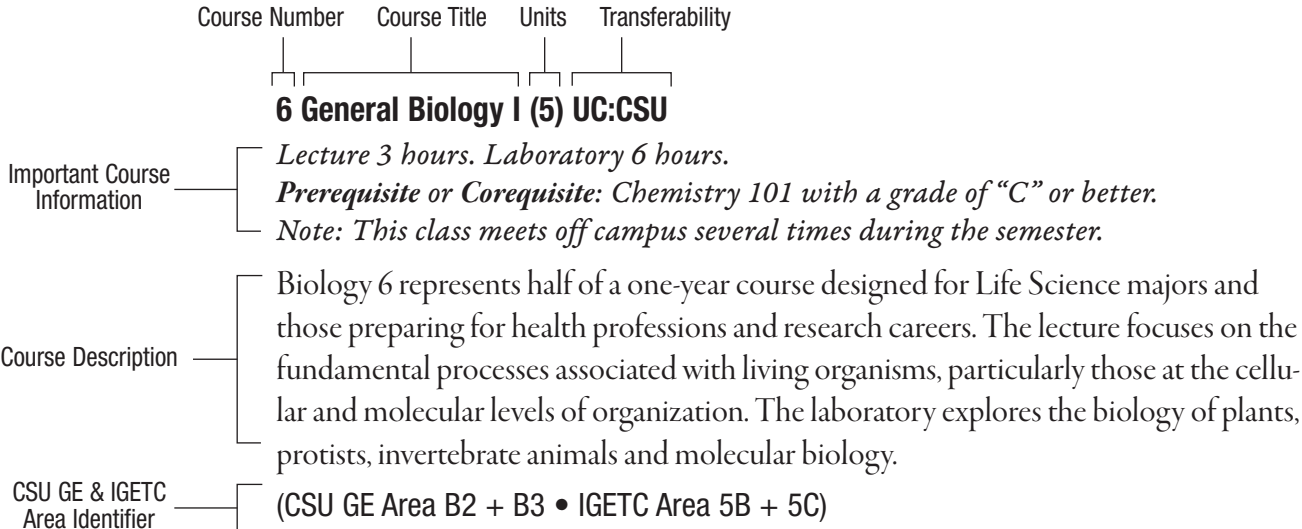 Course Number Course Title Units Transferability
6 General Biology I (5) UC:CSU
Important Course
Information
Lecture 3 hours. Laboratory 6 hours.
Prerequisite or Corequisite: Chemistry 101 with a grade of “C” or better.
Note: This class meets off campus several times during the semester.
Course Description
Biology 6 represents half of a one-year course designed for Life Science majors and
those preparing for health professions and research careers. The lecture focuses on the
fundamental processes associated with living organisms, particularly those at the cellu-
lar and molecular levels of organization. The laboratory explores the biology of plants,
protists, invertebrate animals and molecular biology.
CSU GE & IGETC
Area Identifier
(CSU GE Area B2 + B3 • IGETC Area 5B + 5C)